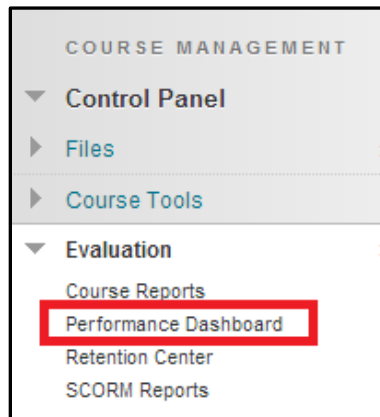 COURSE MANAGEMENT
Control Panel
Files
Course Tools
Evaluation
Course Reports
Performance Dashboard
Retention Center
SCORM Reports